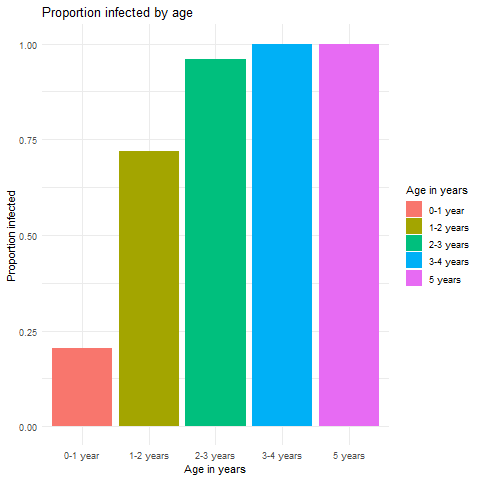 Proportion infected by age
1.00
0.75
0.50
0.25
0.00
Proportion infected
0-1 year
1-2 years
2-3 years
3-4 years
5 years
Age in years
Age in years
0-1 year
1-2 years
2-3 years
3-4 years
5 years